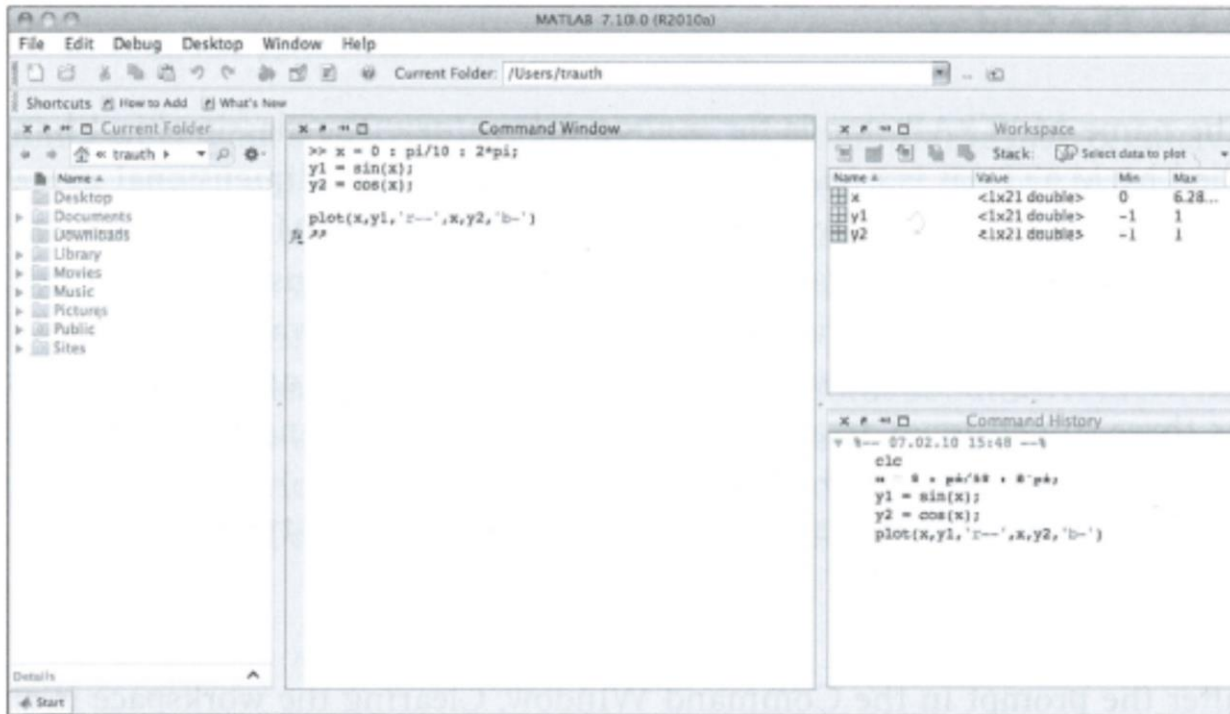 MATLAB 7.10.0 (R2010a)
File Edit Debug Desktop Window Help
Current Folder: /Users/trauth
Shortcuts How to Add What's New
Current Folder
« trauth
Name
Desktop
Documents
Downloads
Library
Movies
Music
Pictures
Public
Sites
Details
Start
Command Window
>> x = 0 : pi/10 : 2*pi;
y1 = sin(x);
y2 = cos(x);
plot(x,y1,'r--',x,y2,'b-')
fx >>
Workspace
Stack: Select data to plot
Name Value Min Max
x <1x21 double> 0 6.28...
y1 <1x21 double> -1 1
y2 <1x21 double> -1 1
Command History
%-- 07.02.10 15:48 --%
clc
y1 = sin(x);
y2 = cos(x);
plot(x,y1,'r--',x,y2,'b-')